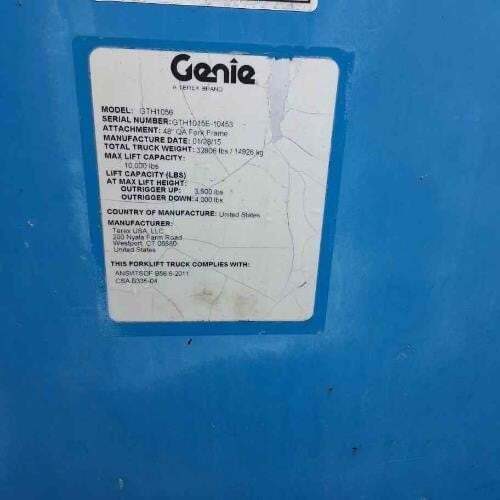 Genie
A TEREX BRAND
MODEL: GTH1056
SERIAL NUMBER: GTH1015E-10453
ATTACHMENT: 48" QA Fork Frame
MANUFACTURE DATE: 01/28/15
TOTAL TRUCK WEIGHT: 32906 lbs / 14926 kg
MAX LIFT CAPACITY:
10,000 lbs
LIFT CAPACITY (LBS)
AT MAX LIFT HEIGHT:
OUTRIGGER UP: 3,500 lbs
OUTRIGGER DOWN: 4,000 lbs
COUNTRY OF MANUFACTURE: United States
MANUFACTURER:
Terex USA, LLC
200 Nyala Farm Road
Westport, CT 06880
United States
THIS FORKLIFT TRUCK COMPLIES WITH:
ANSI/ITSDF B56.6-2011
CSA B335-04